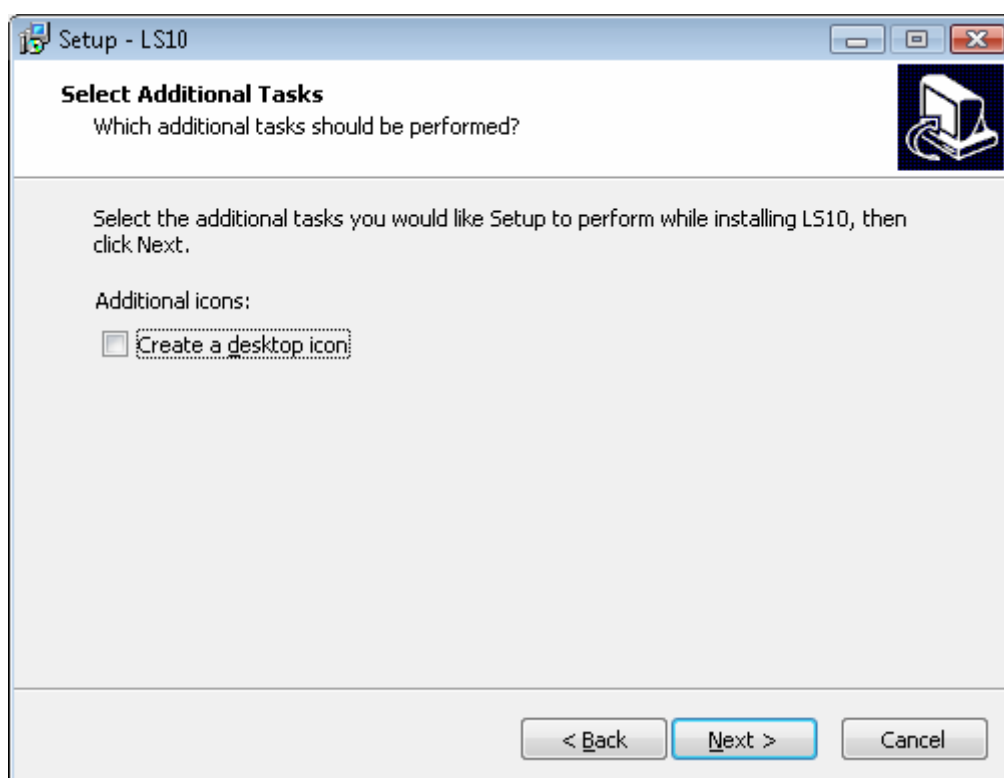 Setup - LS10
Select Additional Tasks
Which additional tasks should be performed?
Select the additional tasks you would like Setup to perform while installing LS10, then
click Next.
Additional icons:
Create a desktop icon
< Back
Next >
Cancel